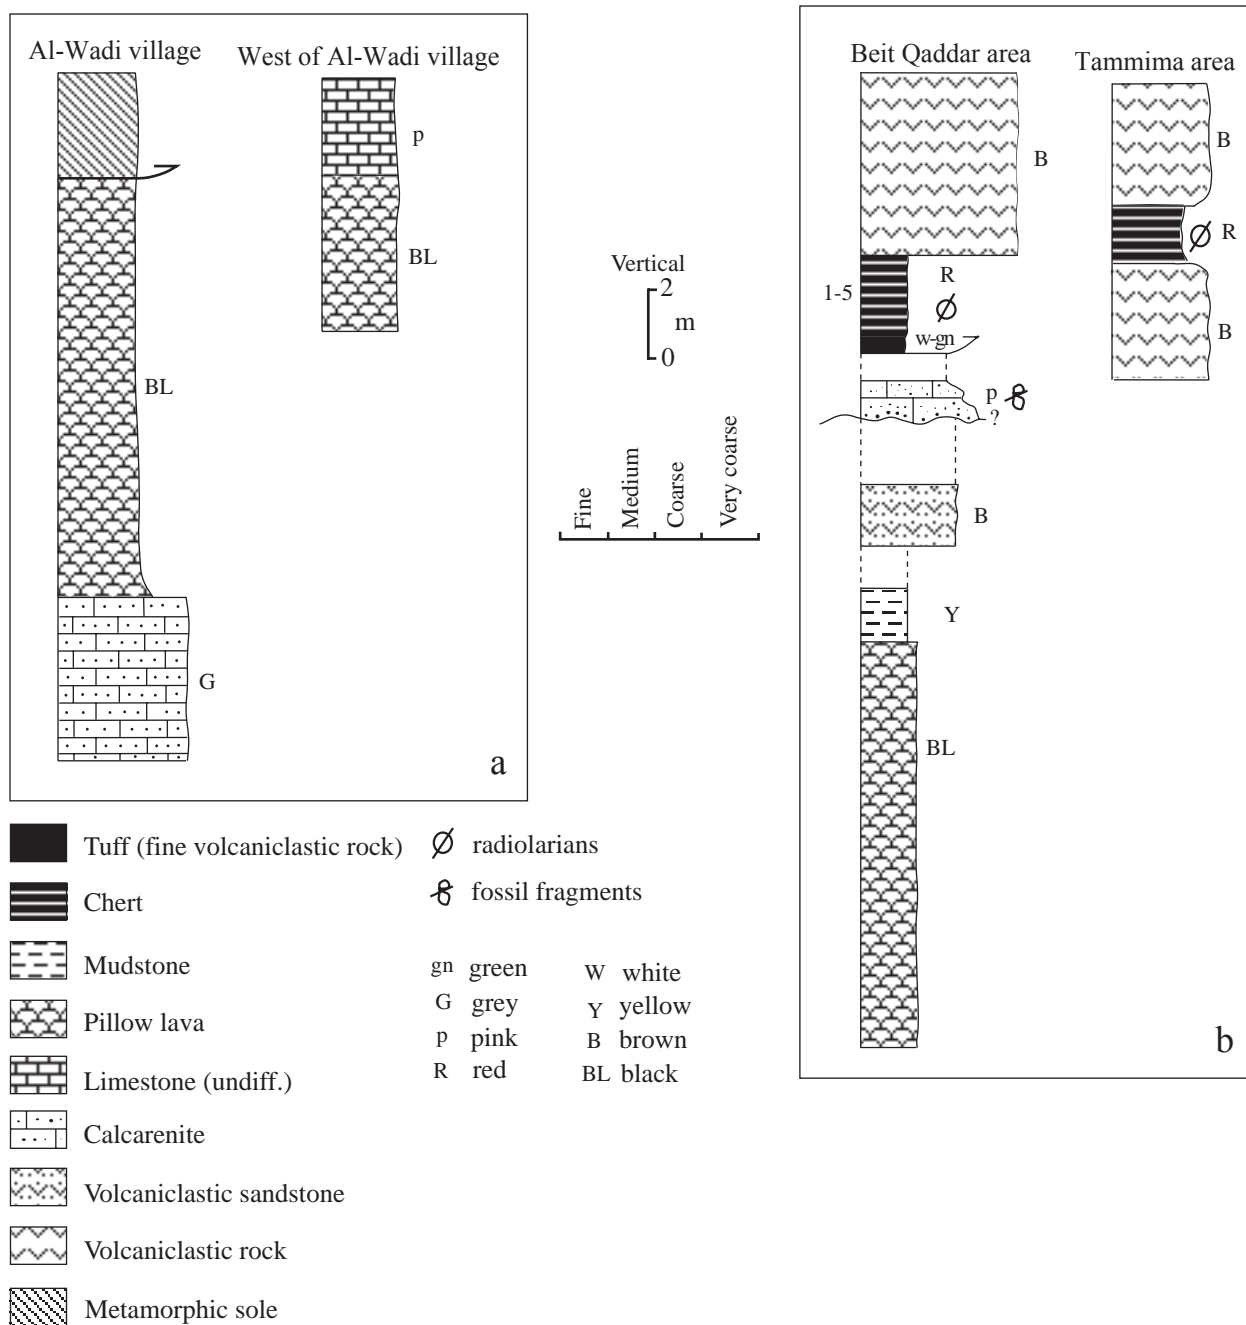 Al-Wadi village
West of Al-Wadi village
p
BL
BL
G
a
Vertical
2
m
0
Fine
Medium
Coarse
Very coarse
Beit Qaddar area
Tammima area
B
B
R
1-5
R
w-gn
B
p
?
B
Y
BL
b
Tuff (fine volcaniclastic rock)
Chert
Mudstone
Pillow lava
Limestone (undiff.)
Calcarenite
Volcaniclastic sandstone
Volcaniclastic rock
Metamorphic sole
radiolarians
fossil fragments
gn green
G grey
p pink
R red
W white
Y yellow
B brown
BL black